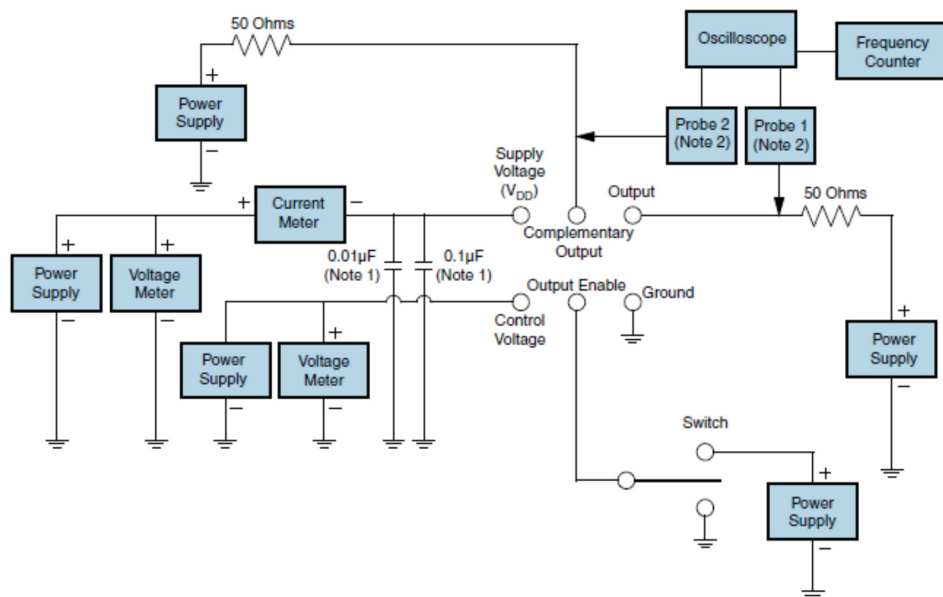 50 Ohms
Oscilloscope
Frequency
Counter
+
Power
Supply
−
Probe 2
(Note 2)
Probe 1
(Note 2)
Supply
Voltage
(VDD)
Output
50 Ohms
+
Current
Meter
−
Complementary
Output
0.01µF
(Note 1)
0.1µF
(Note 1)
+
Power
Supply
−
+
Voltage
Meter
−
Output Enable
Ground
Control
Voltage
+
Power
Supply
−
+
Power
Supply
−
+
Voltage
Meter
−
Switch
+
Power
Supply
−